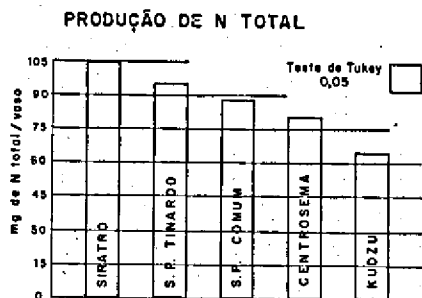 PRODUÇÃO DE N TOTAL
Teste de Tukey
0,05
mg de N total/vaso
105
90
75
60
45
30
15
0
SIRATRO
S.P. TINAROO
S.P. COMUM
CENTROSEMA
KUDZU